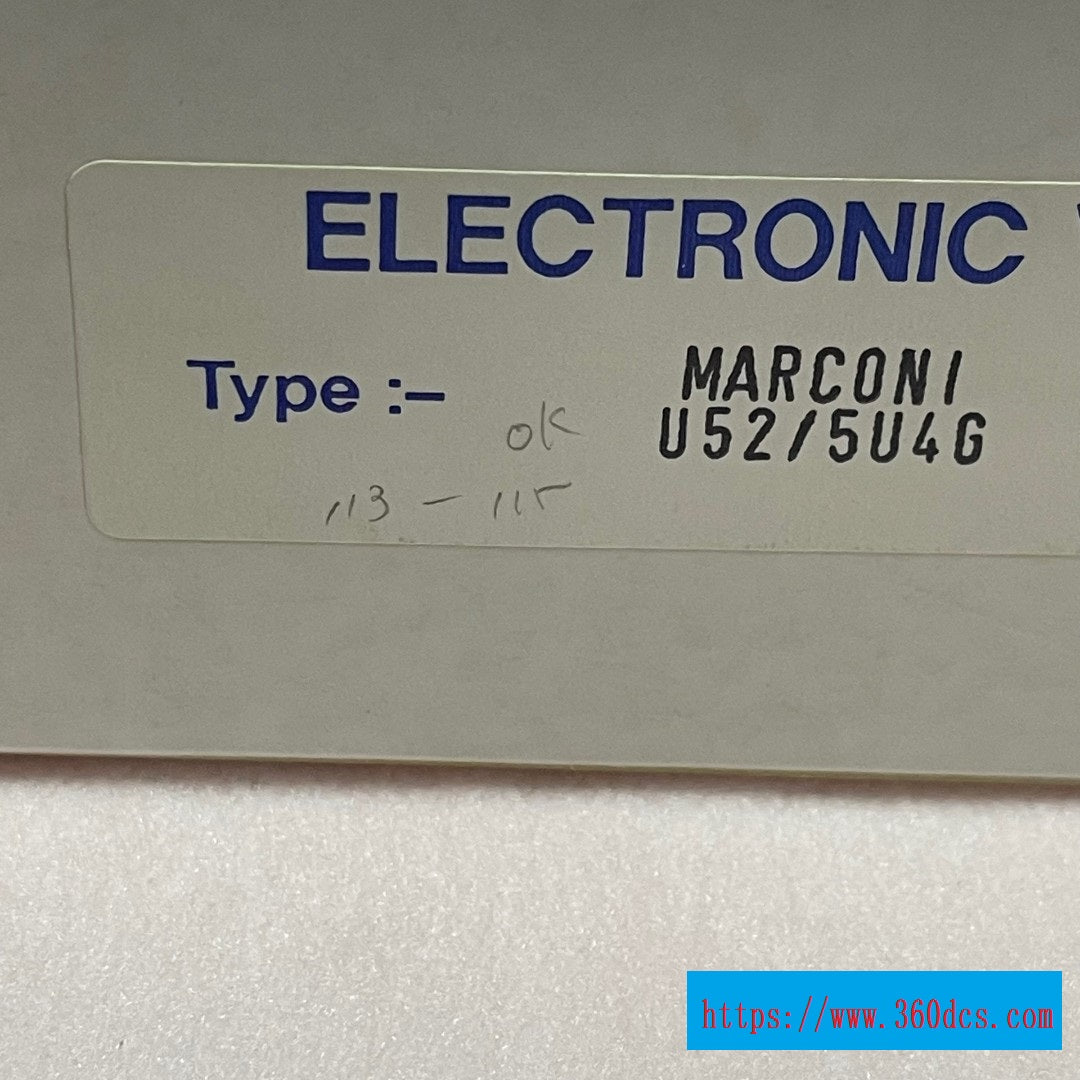 ELECTRONIC
Type :–
MARCONI
U52/5U4G
OK
113 – 115
https://www.360dcs.com